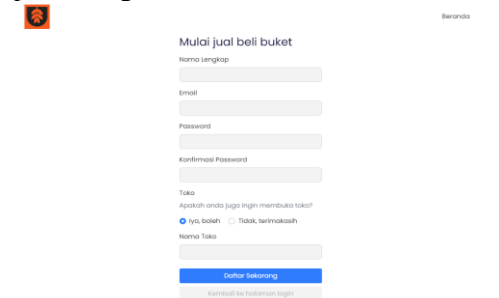 Beranda
Mulai jual beli buket
Nama Lengkap
Email
Password
Konfirmasi Password
Toko
Apakah anda juga ingin membuka toko?
Iya, boleh Tidak, terimakasih
Nama Toko
Daftar Sekarang
Kembali ke halaman login